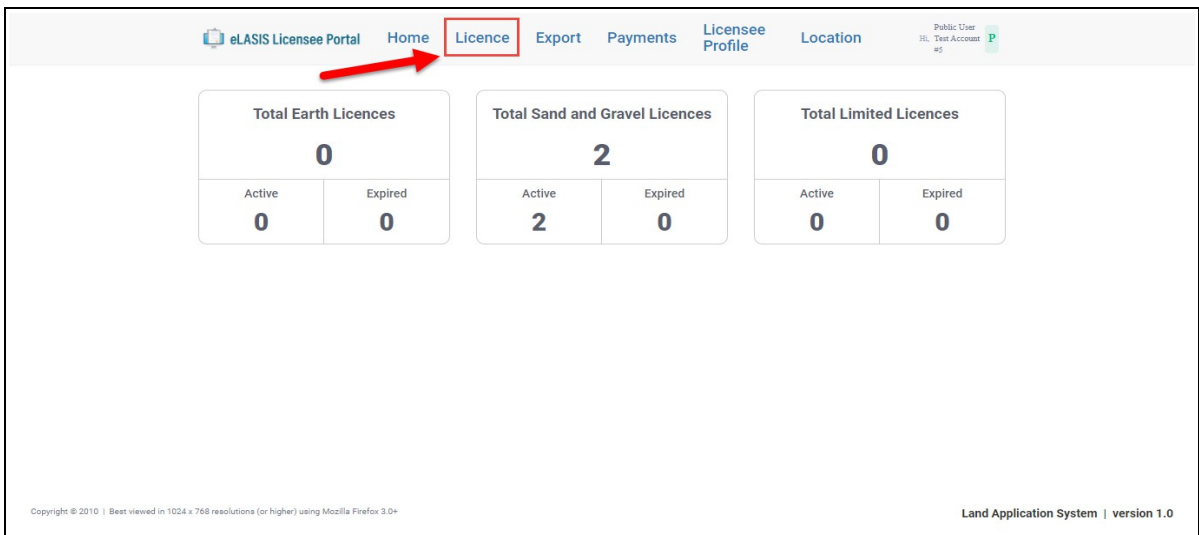 eLASIS Licensee Portal
Home
Licence
Export
Payments
Licensee
Profile
Location
Public User
Hi, Test Account
#5
P
Total Earth Licences
0
Active
Expired
0
0
Total Sand and Gravel Licences
2
Active
Expired
2
0
Total Limited Licences
0
Active
Expired
0
0
Copyright © 2010 | Best viewed in 1024 x 768 resolutions (or higher) using Mozilla Firefox 3.0+
Land Application System | version 1.0